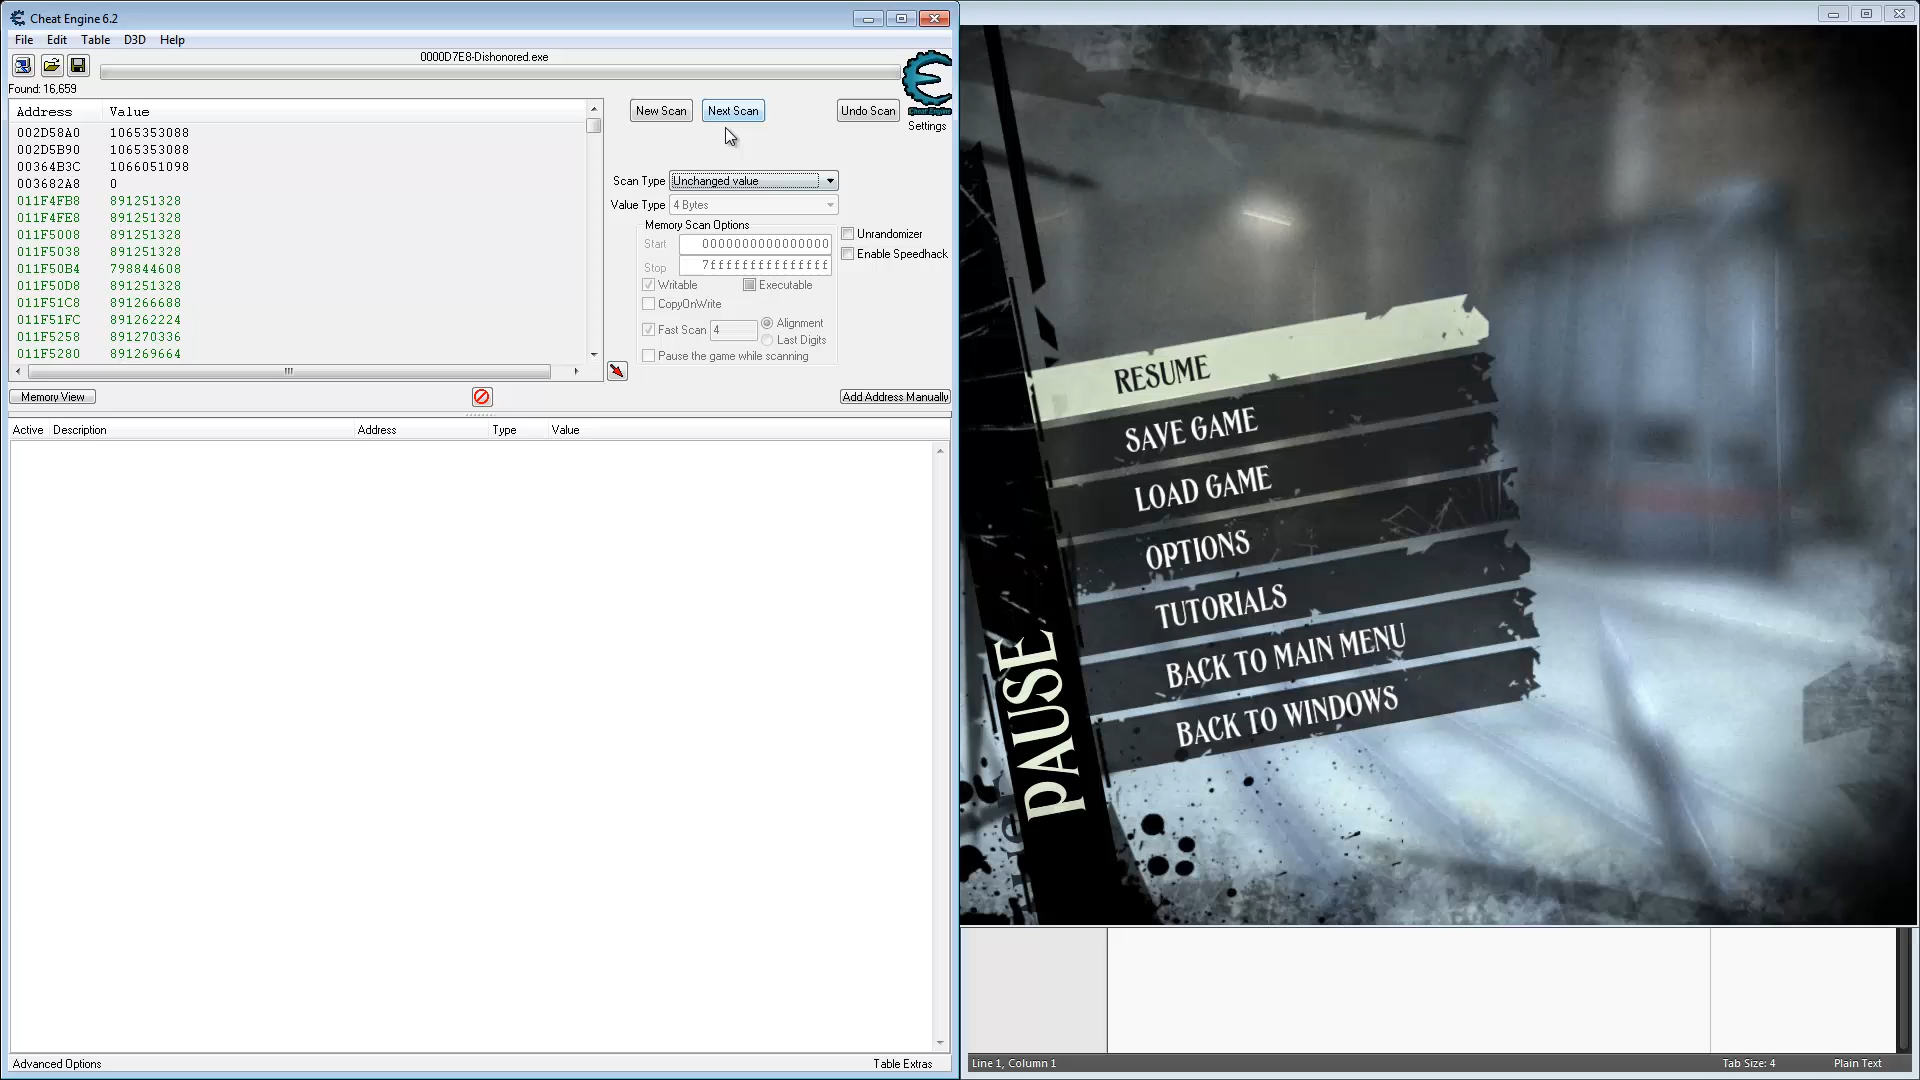 Cheat Engine 6.2
File Edit Table D3D Help
0000D7E8-Dishonored.exe
Found: 16,659
Address Value
002D58A0 1065353088
002D5B90 1065353088
00364B3C 1066051098
003682A8 0
011F4FB8 891251328
011F4FE8 891251328
011F5008 891251328
011F5038 891251328
011F50B4 798844608
011F50D8 891251328
011F51C8 891266688
011F51FC 891262224
011F5258 891270336
011F5280 891269664
New Scan Next Scan Undo Scan
Settings
Scan Type Unchanged value
Value Type 4 Bytes
Memory Scan Options
Start 0000000000000000
Stop 7fffffffffffffff
Writable Executable
CopyOnWrite
Fast Scan 4 Alignment
Last Digits
Pause the game while scanning
Unrandomizer
Enable Speedhack
Memory View Add Address Manually
Active Description Address Type Value
Advanced Options Table Extras
PAUSE
RESUME
SAVE GAME
LOAD GAME
OPTIONS
TUTORIALS
BACK TO MAIN MENU
BACK TO WINDOWS
Line 1, Column 1 Tab Size: 4 Plain Text